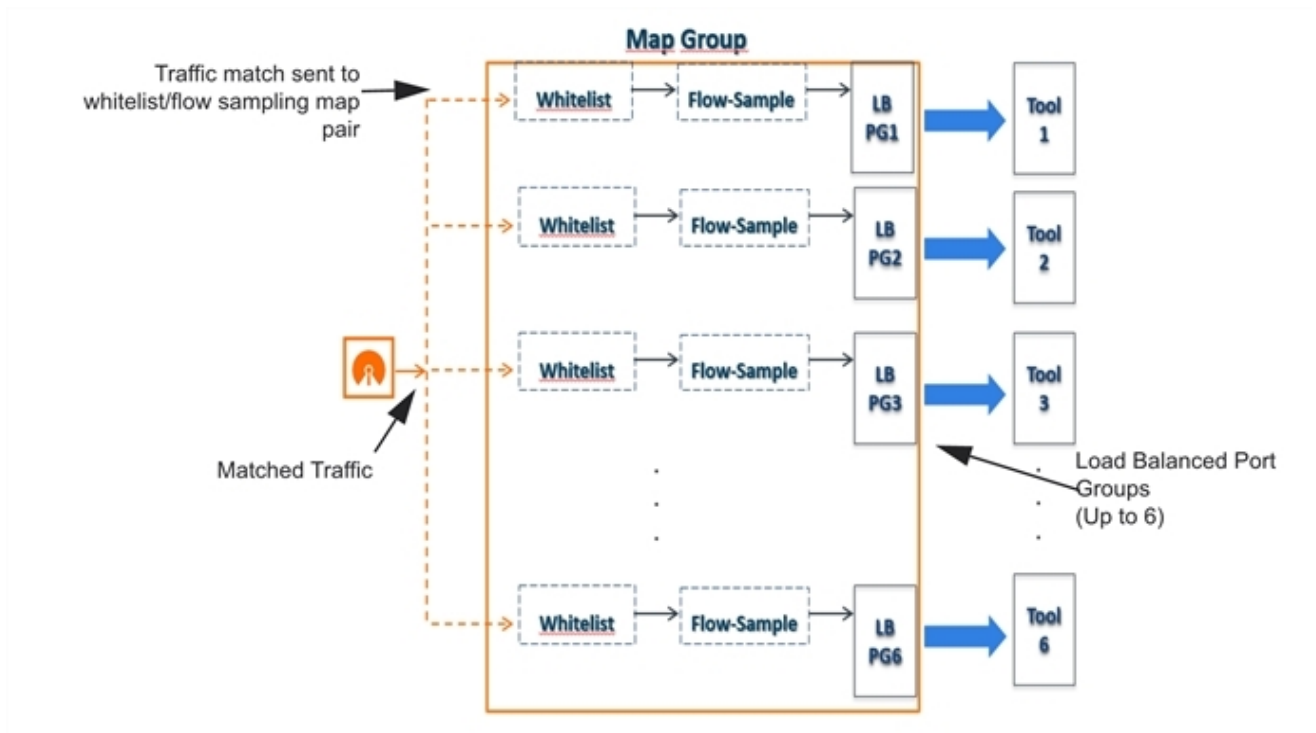 Map Group
Traffic match sent to
whitelist/flow sampling map
pair
Whitelist
Flow-Sample
LB
PG1
Tool
1
Whitelist
Flow-Sample
LB
PG2
Tool
2
Whitelist
Flow-Sample
LB
PG3
Tool
3
Matched Traffic
Load Balanced Port
Groups
(Up to 6)
Whitelist
Flow-Sample
LB
PG6
Tool
6